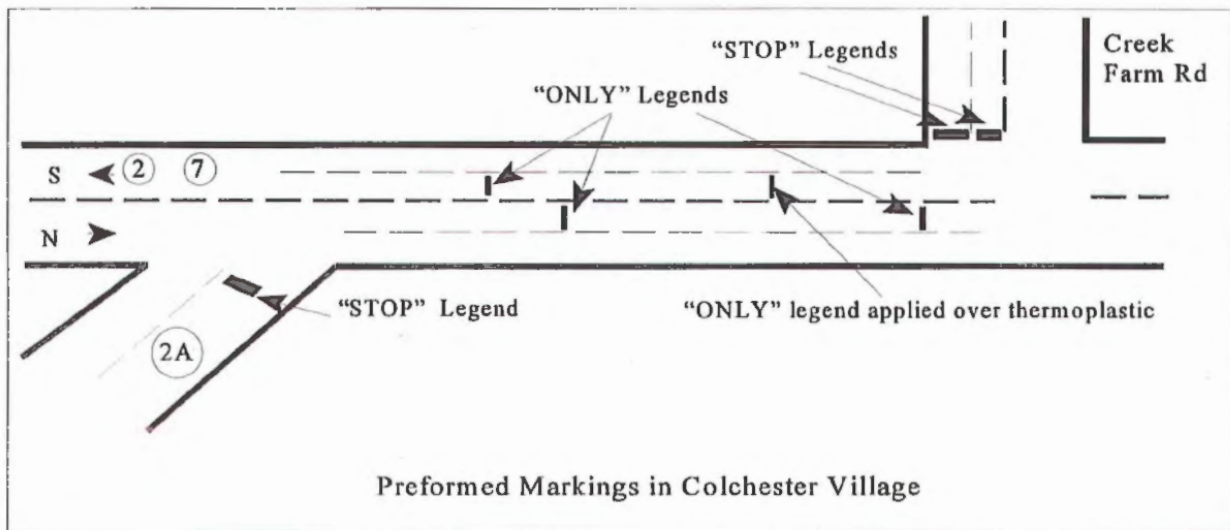 Creek
Farm Rd
"STOP" Legends
"ONLY" Legends
S 2 7
N
"STOP" Legend
"ONLY" legend applied over thermoplastic
2A
Preformed Markings in Colchester Village